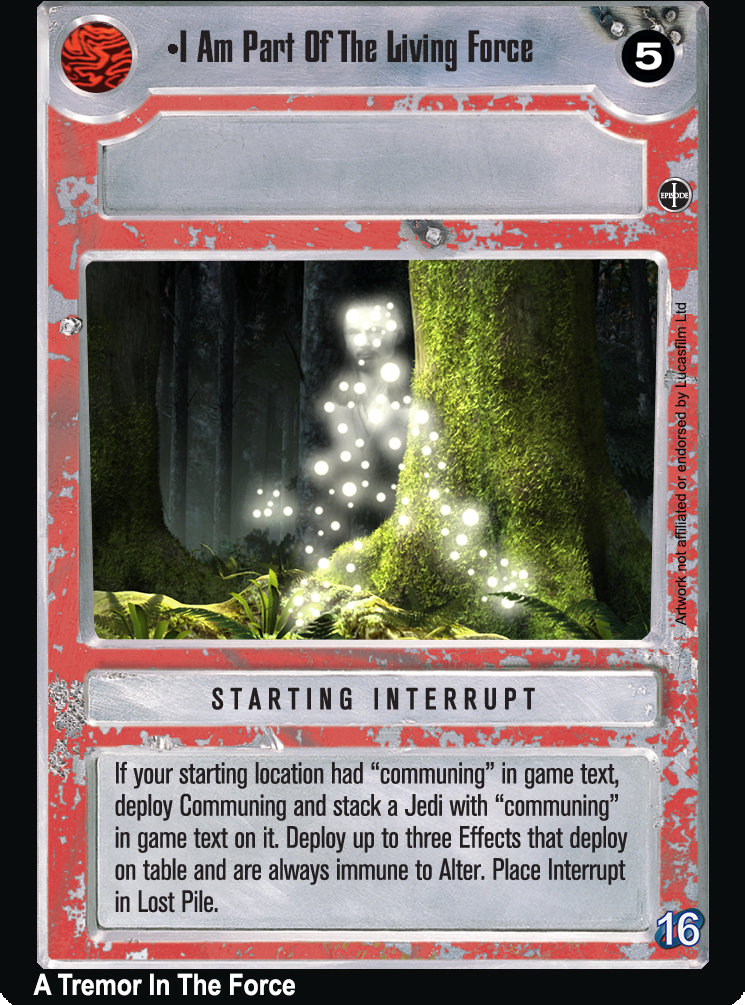 •I Am Part Of The Living Force
5
EPISODE
I
Artwork not affiliated or endorsed by Lucasfilm Ltd
STARTING INTERRUPT
If your starting location had “communing” in game text,
deploy Communing and stack a Jedi with “communing”
in game text on it. Deploy up to three Effects that deploy
on table and are always immune to Alter. Place Interrupt
in Lost Pile.
16
A Tremor In The Force